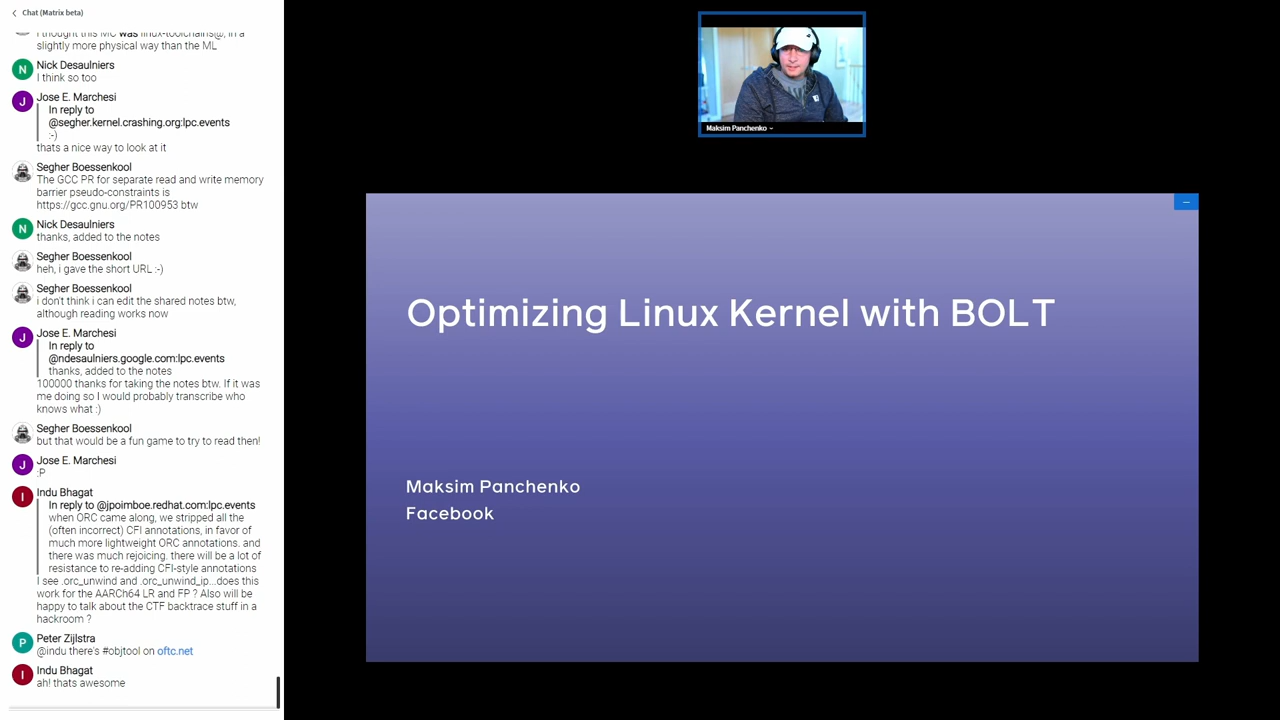 Chat (Matrix beta)
I thought this MC was linux-toolchains@, in a
slightly more physical way than the ML
N
Nick Desaulniers
I think so too
J
Jose E. Marchesi
In reply to
@segher.kernel.crashing.org:lpc.events
:-)
thats a nice way to look at it
Segher Boessenkool
The GCC PR for separate read and write memory
barrier pseudo-constraints is
https://gcc.gnu.org/PR100953 btw
N
Nick Desaulniers
thanks, added to the notes
Segher Boessenkool
heh, i gave the short URL :-)
Segher Boessenkool
i don't think i can edit the shared notes btw,
although reading works now
J
Jose E. Marchesi
In reply to
@ndesaulniers.google.com:lpc.events
thanks, added to the notes
100000 thanks for taking the notes btw. If it was
me doing so I would probably transcribe who
knows what :)
Segher Boessenkool
but that would be a fun game to try to read then!
J
Jose E. Marchesi
:P
I
Indu Bhagat
In reply to @jpoimboe.redhat.com:lpc.events
when ORC came along, we stripped all the
(often incorrect) CFI annotations, in favor of
much more lightweight ORC annotations. and
there was much rejoicing. there will be a lot of
resistance to re-adding CFI-style annotations
I see .orc_unwind and .orc_unwind_ip...does this
work for the AARCh64 LR and FP ? Also will be
happy to talk about the CTF backtrace stuff in a
hackroom ?
P
Peter Zijlstra
@indu there's #objtool on oftc.net
I
Indu Bhagat
ah! thats awesome
Maksim Panchenko
Optimizing Linux Kernel with BOLT
Maksim Panchenko
Facebook